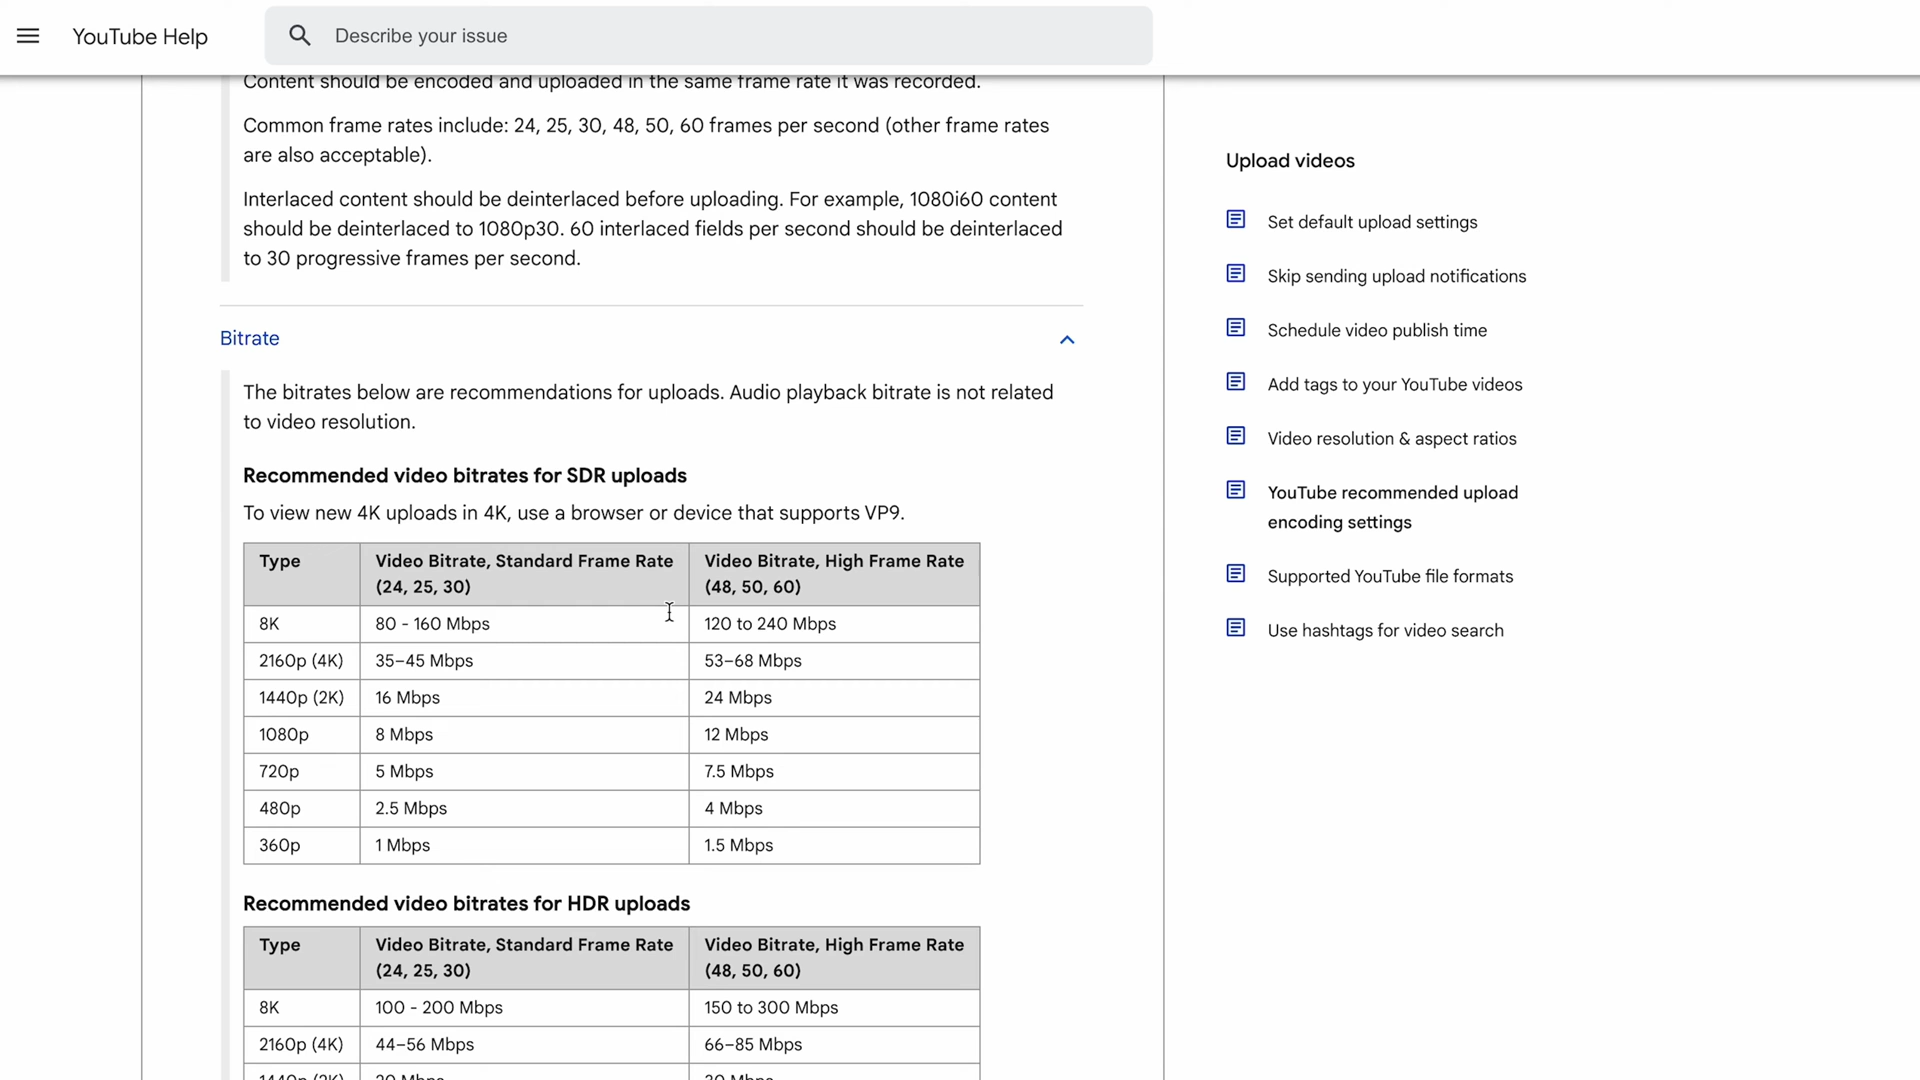 YouTube Help
Describe your issue
Content should be encoded and uploaded in the same frame rate it was recorded.
Common frame rates include: 24, 25, 30, 48, 50, 60 frames per second (other frame rates
are also acceptable).
Interlaced content should be deinterlaced before uploading. For example, 1080i60 content
should be deinterlaced to 1080p30. 60 interlaced fields per second should be deinterlaced
to 30 progressive frames per second.
Bitrate
The bitrates below are recommendations for uploads. Audio playback bitrate is not related
to video resolution.
Recommended video bitrates for SDR uploads
To view new 4K uploads in 4K, use a browser or device that supports VP9.
Type Video Bitrate, Standard Frame Rate Video Bitrate, High Frame Rate
(24, 25, 30) (48, 50, 60)
8K 80 - 160 Mbps 120 to 240 Mbps
2160p (4K) 35–45 Mbps 53–68 Mbps
1440p (2K) 16 Mbps 24 Mbps
1080p 8 Mbps 12 Mbps
720p 5 Mbps 7.5 Mbps
480p 2.5 Mbps 4 Mbps
360p 1 Mbps 1.5 Mbps
Recommended video bitrates for HDR uploads
Type Video Bitrate, Standard Frame Rate Video Bitrate, High Frame Rate
(24, 25, 30) (48, 50, 60)
8K 100 - 200 Mbps 150 to 300 Mbps
2160p (4K) 44–56 Mbps 66–85 Mbps
1440p (2K) 20 Mbps 30 Mbps
Upload videos
Set default upload settings
Skip sending upload notifications
Schedule video publish time
Add tags to your YouTube videos
Video resolution & aspect ratios
YouTube recommended upload
encoding settings
Supported YouTube file formats
Use hashtags for video search